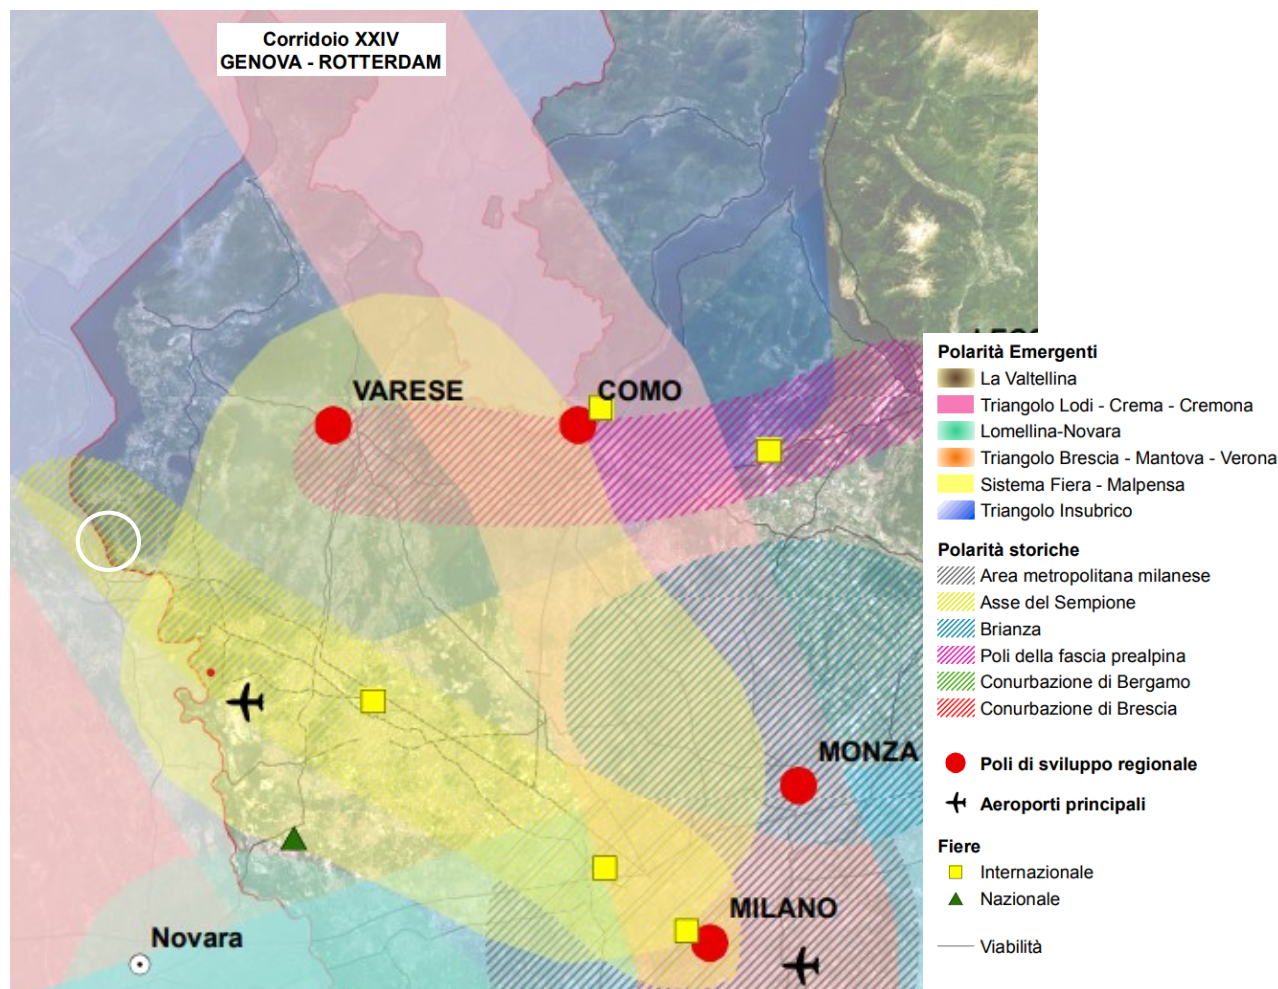 Corridoio XXIV
GENOVA - ROTTERDAM
VARESE
COMO
MONZA
MILANO
Novara
Polarità Emergenti
La Valtellina
Triangolo Lodi - Crema - Cremona
Lomellina-Novara
Triangolo Brescia - Mantova - Verona
Sistema Fiera - Malpensa
Triangolo Insubrico
Polarità storiche
Area metropolitana milanese
Asse del Sempione
Brianza
Poli della fascia prealpina
Conurbazione di Bergamo
Conurbazione di Brescia
Poli di sviluppo regionale
Aeroporti principali
Fiere
Internazionale
Nazionale
Viabilità